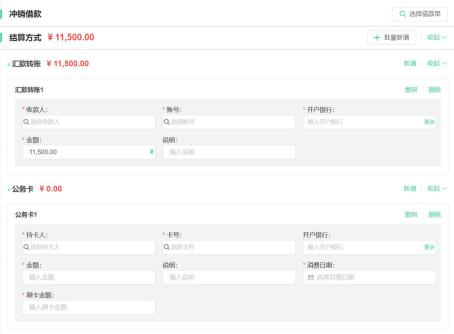 冲销借款
选择借款单
结算方式 ¥ 11,500.00
批量新增 收起
汇款转账 ¥ 11,500.00
新增 收起
汇款转账1
复制 删除
* 收款人: * 账号: * 开户银行:
选择收款人 选择账号 输入开户银行 更多
* 金额: 说明:
11,500.00 ¥ 输入说明
公务卡 ¥ 0.00
新增 收起
公务卡1
复制 删除
* 持卡人: * 卡号: 开户银行:
选择持卡人 选择卡号 输入开户银行 更多
* 金额: 说明: * 消费日期:
输入金额 输入说明 选择消费日期
* 刷卡金额:
输入刷卡金额